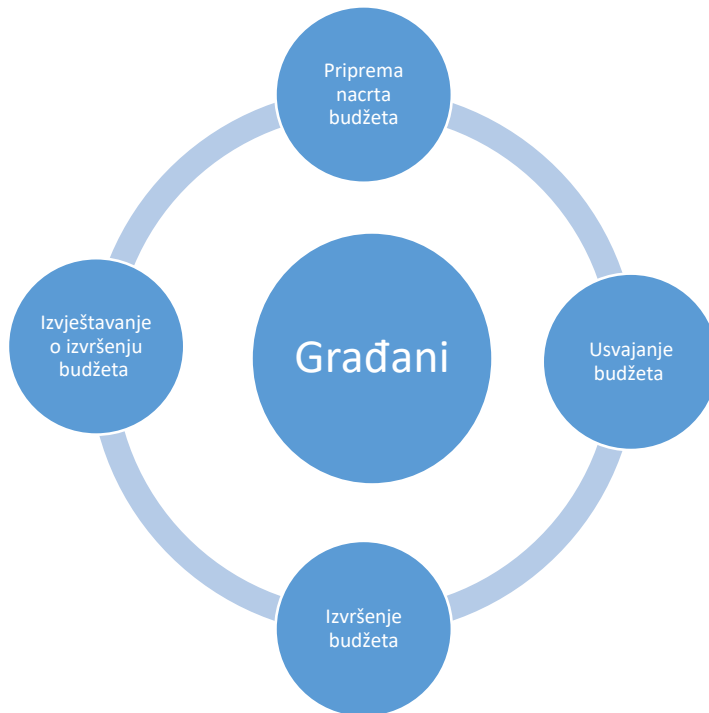 Priprema
nacrta
budžeta
Izvještavanje
o izvršenju
budžeta
Građani
Usvajanje
budžeta
Izvršenje
budžeta